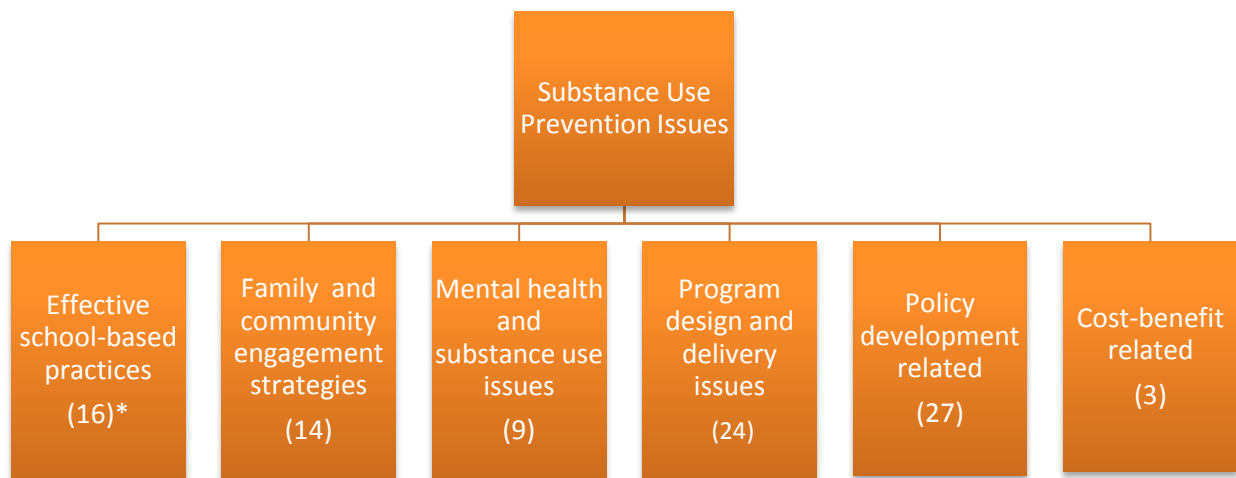 Substance Use
Prevention Issues
Effective
school-based
practices
(16)*
Family and
community
engagement
strategies
(14)
Mental health
and
substance use
issues
(9)
Program
design and
delivery
issues
(24)
Policy
development
related
(27)
Cost-benefit
related
(3)